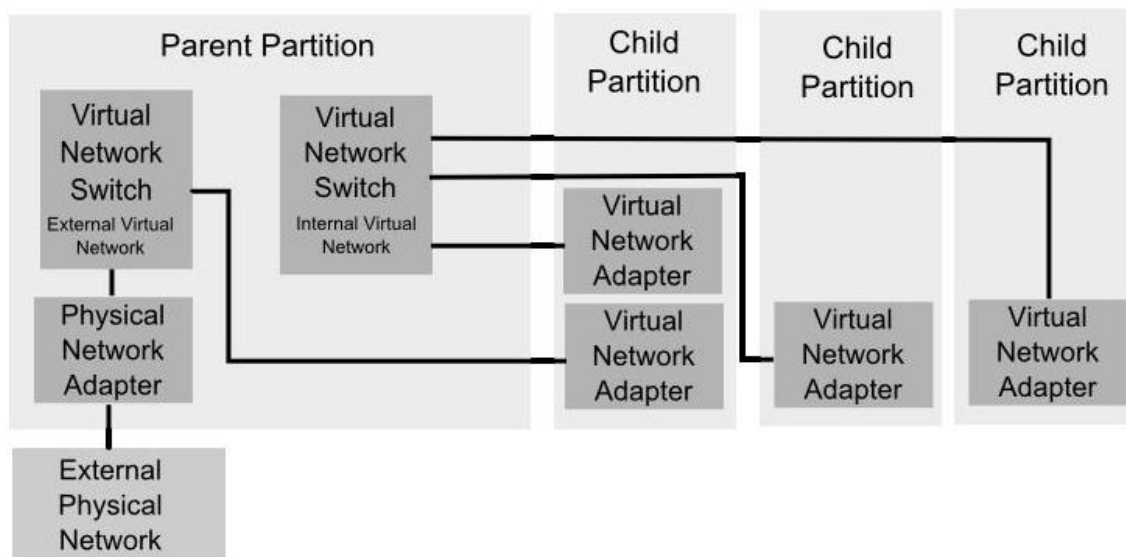 Parent Partition
Virtual
Network
Switch
External Virtual
Network
Physical
Network
Adapter
External
Physical
Network
Virtual
Network
Switch
Internal Virtual
Network
Child
Partition
Virtual
Network
Adapter
Virtual
Network
Adapter
Child
Partition
Virtual
Network
Adapter
Child
Partition
Virtual
Network
Adapter